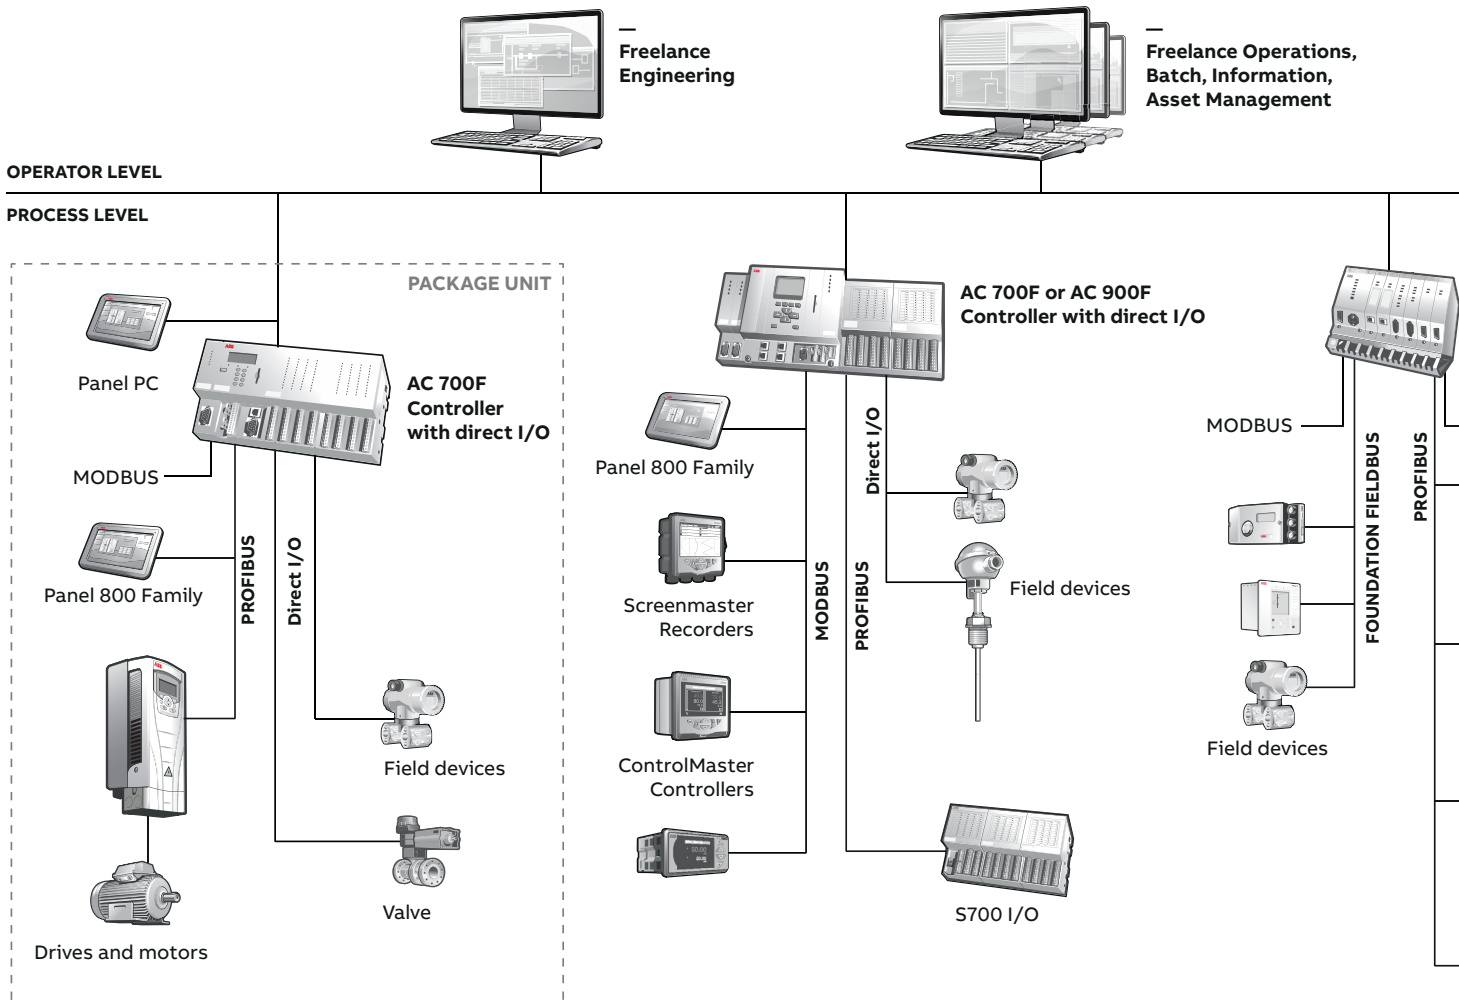 Freelance
Engineering
Freelance Operations,
Batch, Information,
Asset Management
OPERATOR LEVEL
PROCESS LEVEL
PACKAGE UNIT
Panel PC
AC 700F
Controller
with direct I/O
MODBUS
Panel 800 Family
PROFIBUS
Direct I/O
Field devices
Valve
Drives and motors
AC 700F or AC 900F
Controller with direct I/O
Panel 800 Family
Screenmaster
Recorders
ControlMaster
Controllers
MODBUS
PROFIBUS
Direct I/O
Field devices
S700 I/O
MODBUS
FOUNDATION FIELDBUS
PROFIBUS
Field devices